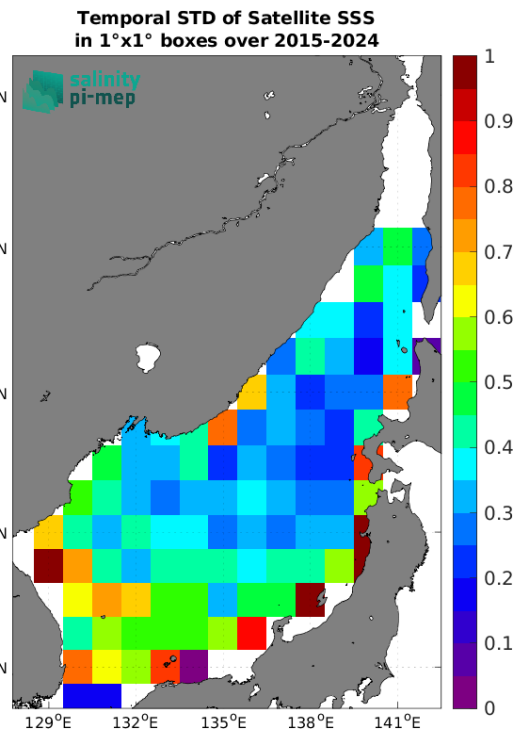 Temporal STD of Satellite SSS
in 1°x1° boxes over 2015-2024
salinity
pi-mep
N
N
N
N
N
1
0.9
0.8
0.7
0.6
0.5
0.4
0.3
0.2
0.1
0
129°E 132°E 135°E 138°E 141°E